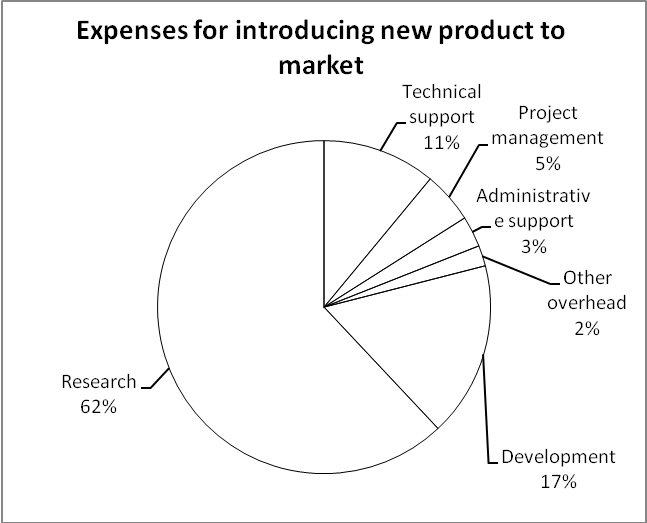 Expenses for introducing new product to
market
Technical
support
11%
Project
management
5%
Administrativ
e support
3%
Other
overhead
2%
Development
17%
Research
62%